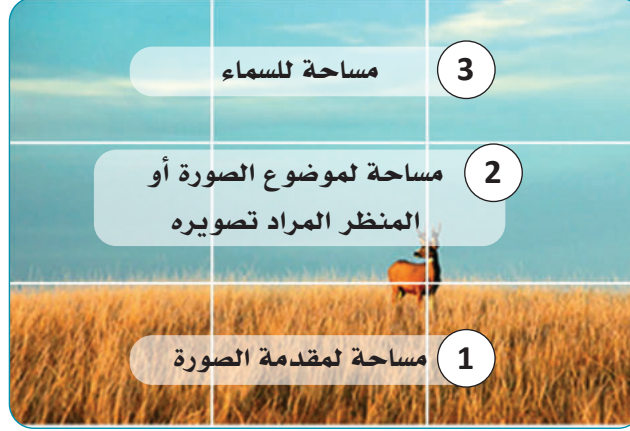 3 مساحة للسماء
2 مساحة لموضوع الصورة أو
المنظر المراد تصويره
1 مساحة لمقدمة الصورة